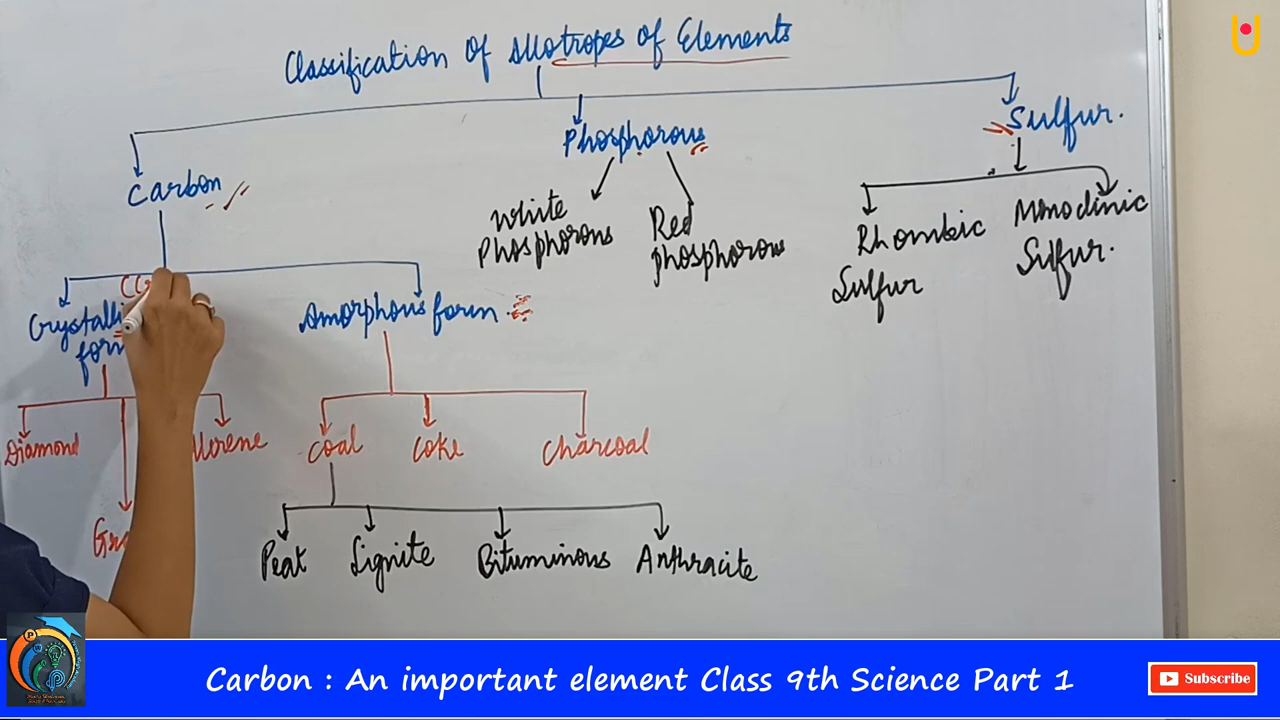 Classification of Allotropes of Elements
Carbon
Phosphorous
Sulfur.
White
Phosphorous
Red
phosphorous
Rhombic
Sulfur
Monoclinic
Sulfur.
form
Amorphous form
Diamond
Coal
Coke
Charcoal
Peat
Lignite
Bituminous
Anthracite
Carbon : An important element Class 9th Science Part 1
Subscribe